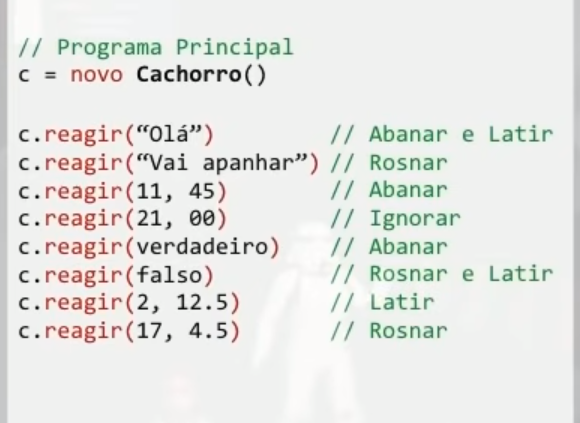 // Programa Principal
c = novo Cachorro()
c.reagir(“Olá”) // Abanar e Latir
c.reagir(“Vai apanhar”) // Rosnar
c.reagir(11, 45) // Abanar
c.reagir(21, 00) // Ignorar
c.reagir(verdadeiro) // Abanar
c.reagir(falso) // Rosnar e Latir
c.reagir(2, 12.5) // Latir
c.reagir(17, 4.5) // Rosnar